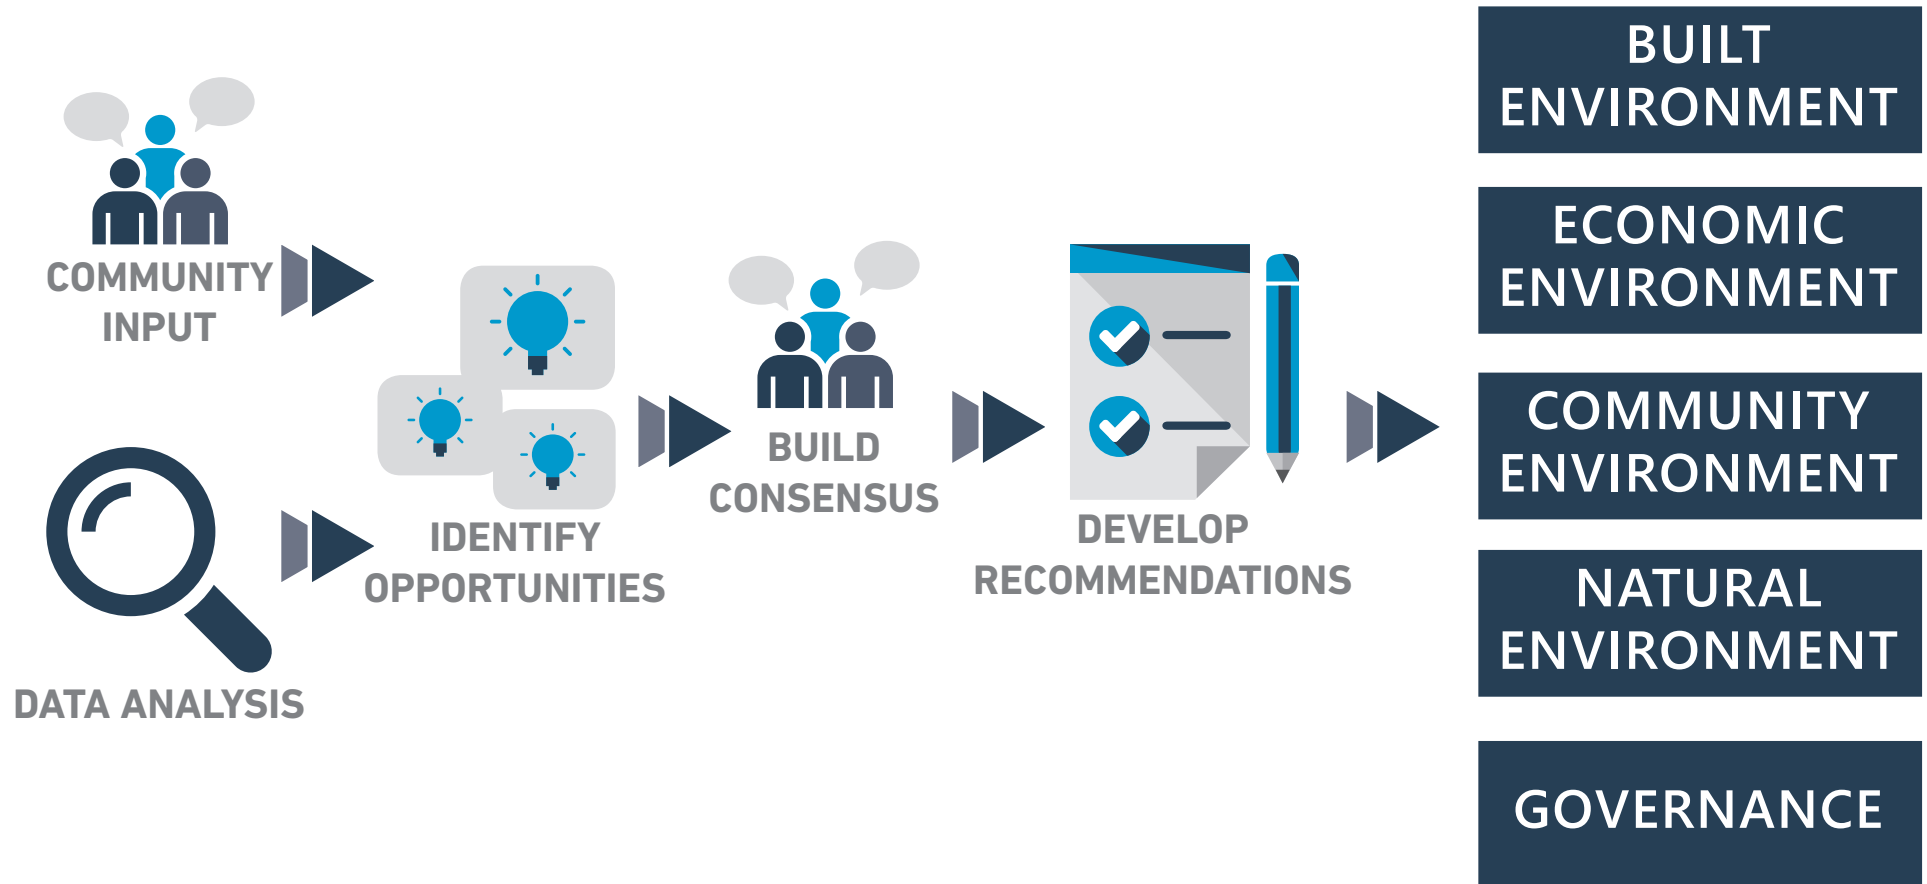 COMMUNITY
INPUT
DATA ANALYSIS
IDENTIFY
OPPORTUNITIES
BUILD
CONSENSUS
DEVELOP
RECOMMENDATIONS
BUILT
ENVIRONMENT
ECONOMIC
ENVIRONMENT
COMMUNITY
ENVIRONMENT
NATURAL
ENVIRONMENT
GOVERNANCE